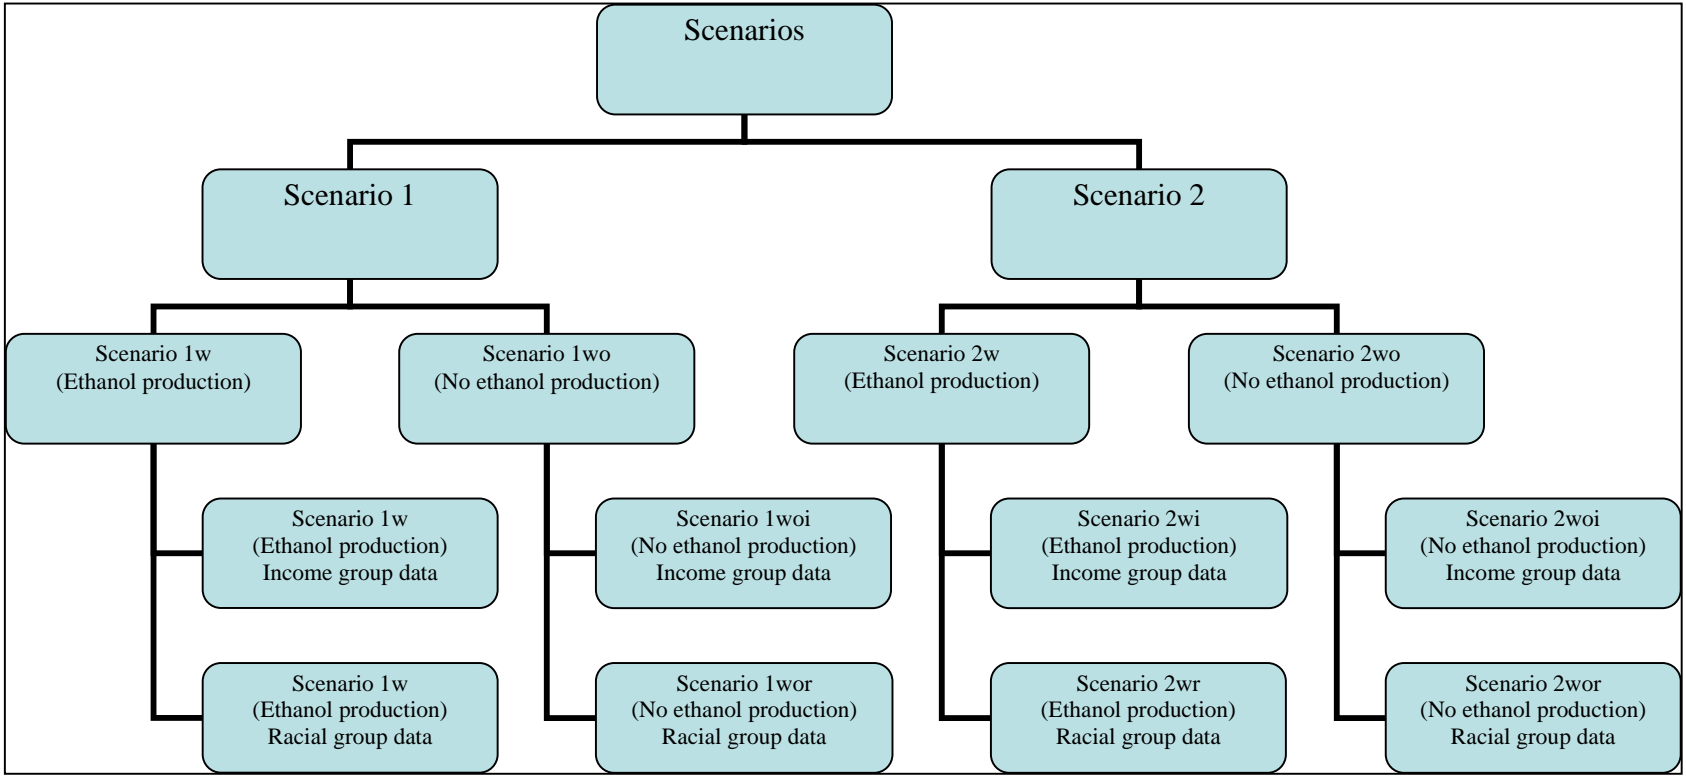 Scenarios
Scenario 1
Scenario 2
Scenario 1w
(Ethanol production)
Scenario 1wo
(No ethanol production)
Scenario 2w
(Ethanol production)
Scenario 2wo
(No ethanol production)
Scenario 1w
(Ethanol production)
Income group data
Scenario 1woi
(No ethanol production)
Income group data
Scenario 2wi
(Ethanol production)
Income group data
Scenario 2woi
(No ethanol production)
Income group data
Scenario 1w
(Ethanol production)
Racial group data
Scenario 1wor
(No ethanol production)
Racial group data
Scenario 2wr
(Ethanol production)
Racial group data
Scenario 2wor
(No ethanol production)
Racial group data